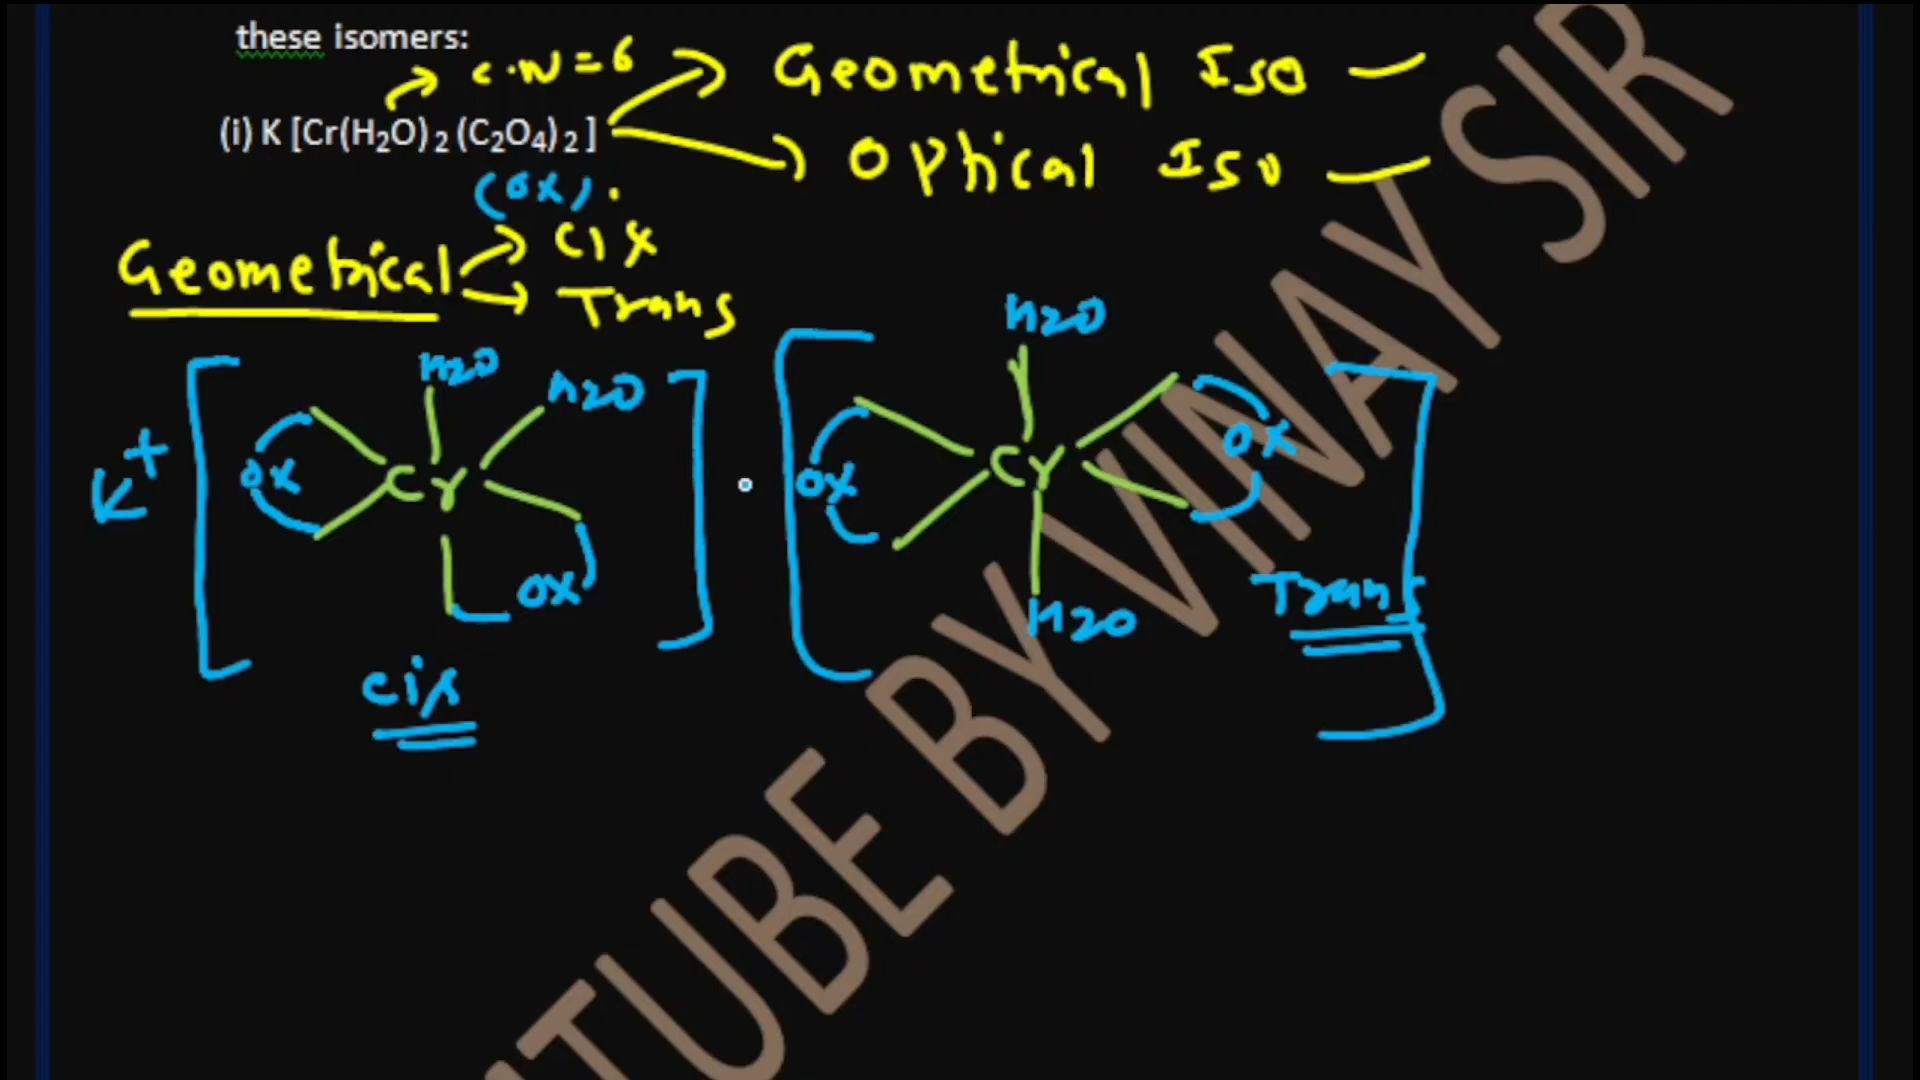 these isomers:
C.N = 6
Geometrical Iso
(i) K [Cr(H₂O)₂ (C₂O₄)₂]
Optical Iso
(ox).
Geometrical
Cis
Trans
K+
H2O
H2O
ox
Cr
ox
cis
H2O
ox
Cr
ox
H2O
Trans
TUBE BY VINAY SIR